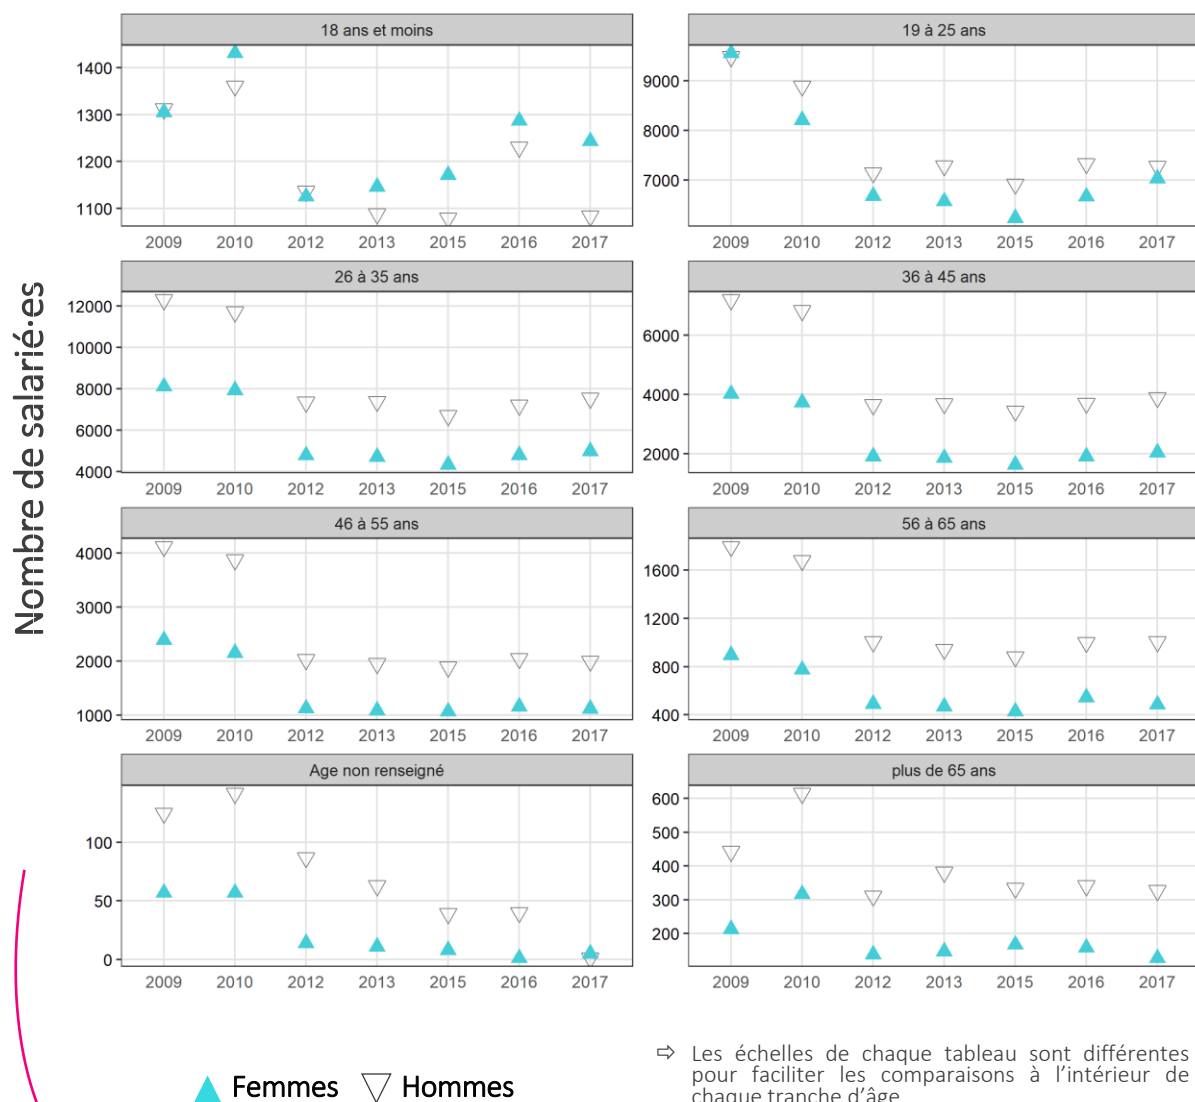 Nombre de salarié·es
18 ans et moins
1400
1300
1200
1100
2009 2010 2012 2013 2015 2016 2017
19 à 25 ans
9000
8000
7000
2009 2010 2012 2013 2015 2016 2017
26 à 35 ans
12000
10000
8000
6000
4000
2009 2010 2012 2013 2015 2016 2017
36 à 45 ans
6000
4000
2000
2009 2010 2012 2013 2015 2016 2017
46 à 55 ans
4000
3000
2000
1000
2009 2010 2012 2013 2015 2016 2017
56 à 65 ans
1600
1200
800
400
2009 2010 2012 2013 2015 2016 2017
Age non renseigné
100
50
0
2009 2010 2012 2013 2015 2016 2017
plus de 65 ans
600
500
400
300
200
2009 2010 2012 2013 2015 2016 2017
Femmes Hommes
⇨ Les échelles de chaque tableau sont différentes
pour faciliter les comparaisons à l'intérieur de
chaque tranche d'âge